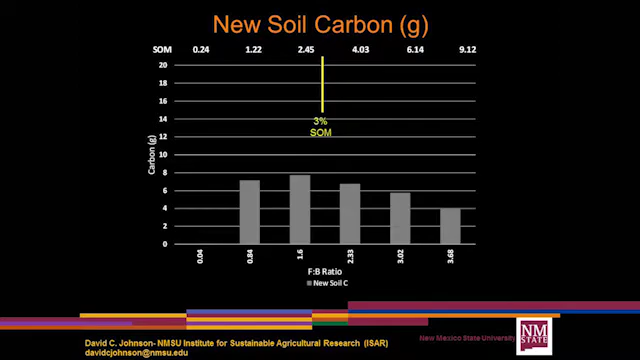 New Soil Carbon (g)
SOM 0.24 1.22 2.45 4.03 6.14 9.12
20
18
16
14
12
10
8
6
4
2
0
Carbon (g)
3%
SOM
0.04 0.84 1.6 2.33 3.02 3.68
F:B Ratio
New Soil C
New Mexico State University
NM
STATE
David C. Johnson- NMSU Institute for Sustainable Agricultural Research (ISAR)
davidcjohnson@nmsu.edu